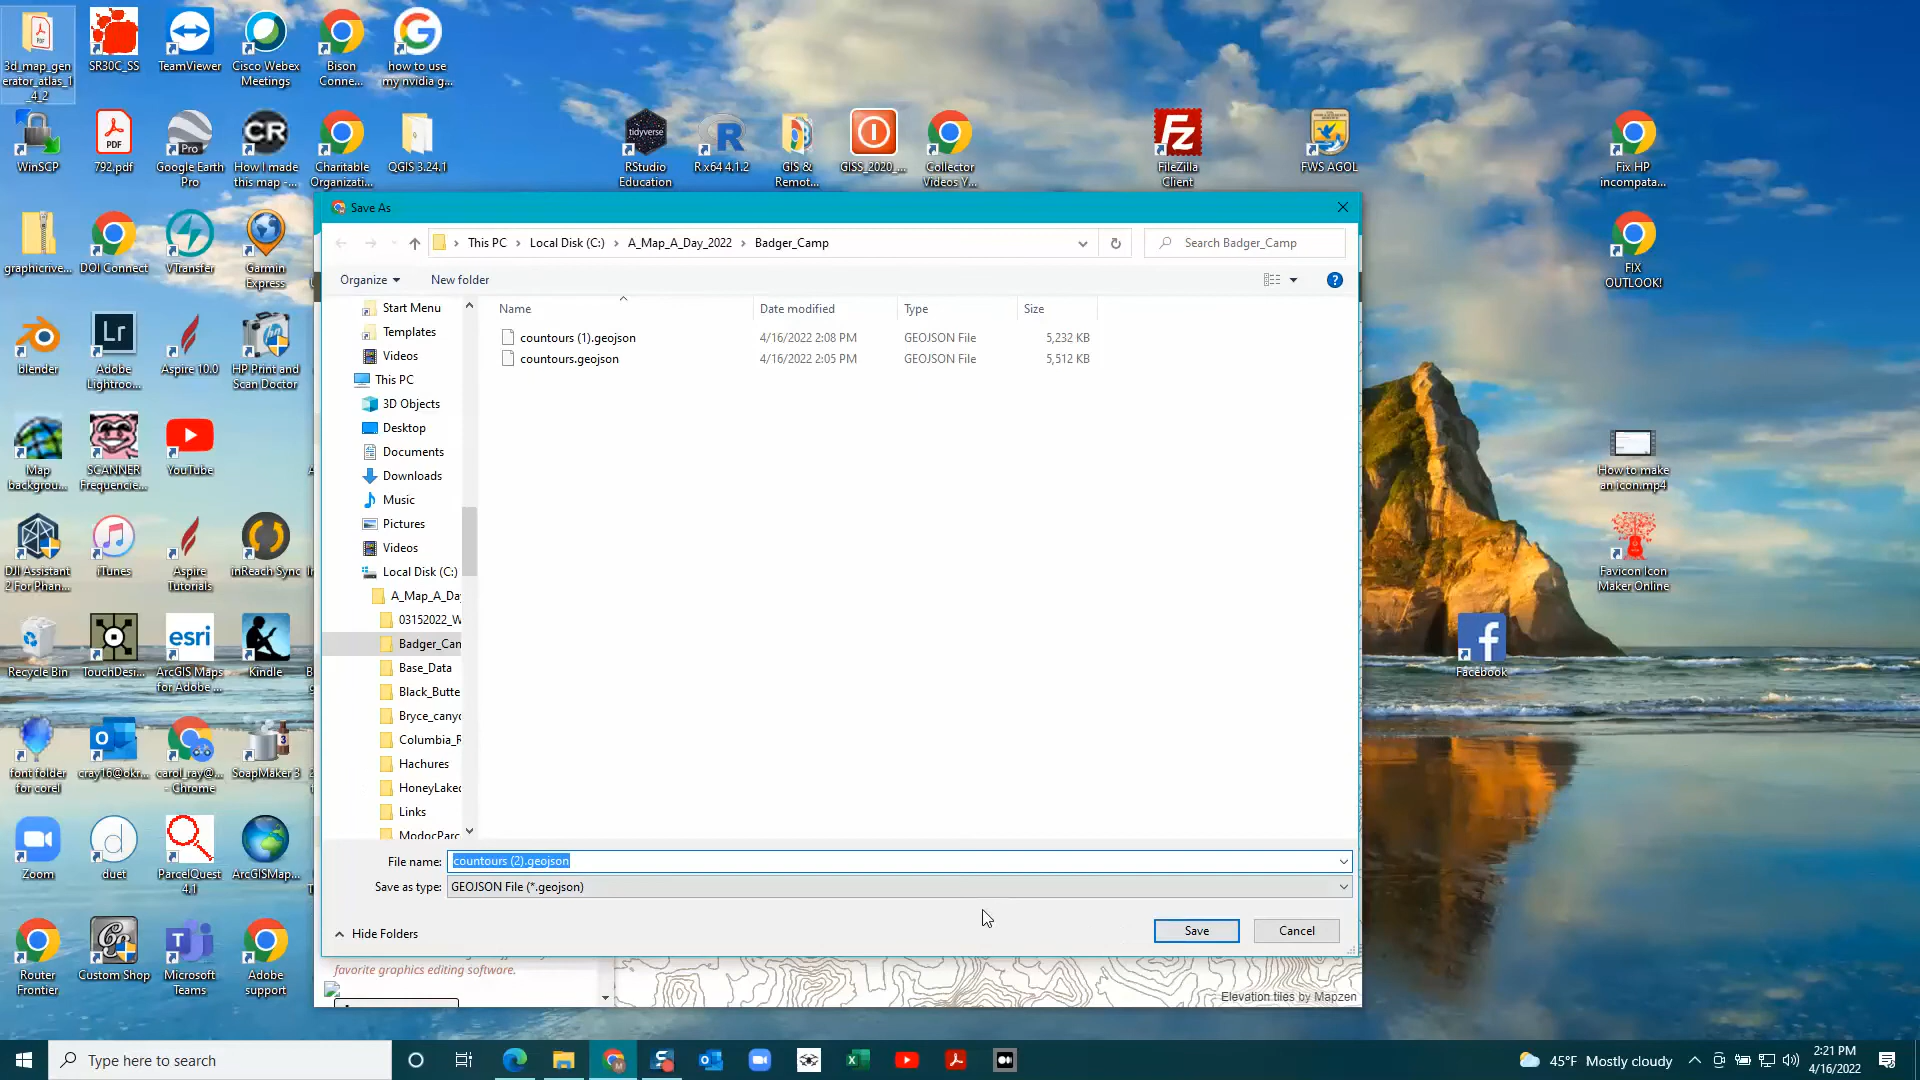 3d_map_gen
erator_atlas_1
_4_2
SR30C_SS
TeamViewer
Cisco Webex
Meetings
Bison
Conne...
how to use
my nvidia g...
WinSCP
792.pdf
Google Earth
Pro
How I made
this map -...
Charitable
Organizati...
QGIS 3.24.1
tidyverse
RStudio
Education
R x64 4.1.2
GIS &
Remot...
GISS_2020_...
Collector
Videos Y...
FileZilla
Client
FWS AGOL
Fix HP
incompata...
graphicrive...
DOI Connect
VTransfer
Garmin
Express
FIX
OUTLOOK!
blender
Adobe
Lightroo...
Aspire 10.0
HP Print and
Scan Doctor
Map
backgrou...
SCANNER
Frequencie...
YouTube
How to make
an icon.mp4
DJI Assistant
2 For Phan...
iTunes
Aspire
Tutorials
inReach Sync
Favicon Icon
Maker Online
Recycle Bin
TouchDesi...
esri
ArcGIS Maps
for Adobe ...
Kindle
Facebook
font folder
for corel
cray16@okr...
carol_ray@...
- Chrome
SoapMaker 3
Zoom
duet
ParcelQuest
4.1
ArcGISMap...
Router
Frontier
Custom Shop
Microsoft
Teams
Adobe
support
Save As
This PC
Local Disk (C:)
A_Map_A_Day_2022
Badger_Camp
Search Badger_Camp
Organize
New folder
Start Menu
Templates
Videos
This PC
3D Objects
Desktop
Documents
Downloads
Music
Pictures
Videos
Local Disk (C:)
A_Map_A_Da
03152022_W
Badger_Can
Base_Data
Black_Butte
Bryce_canyo
Columbia_R
Hachures
HoneyLake
Links
ModocParc
Name Date modified Type Size
countours (1).geojson 4/16/2022 2:08 PM GEOJSON File 5,232 KB
countours.geojson 4/16/2022 2:05 PM GEOJSON File 5,512 KB
File name: countours (2).geojson
Save as type: GEOJSON File (*.geojson)
Hide Folders
Save
Cancel
favorite graphics editing software.
Elevation tiles by Mapzen
Type here to search
45°F Mostly cloudy
2:21 PM
4/16/2022